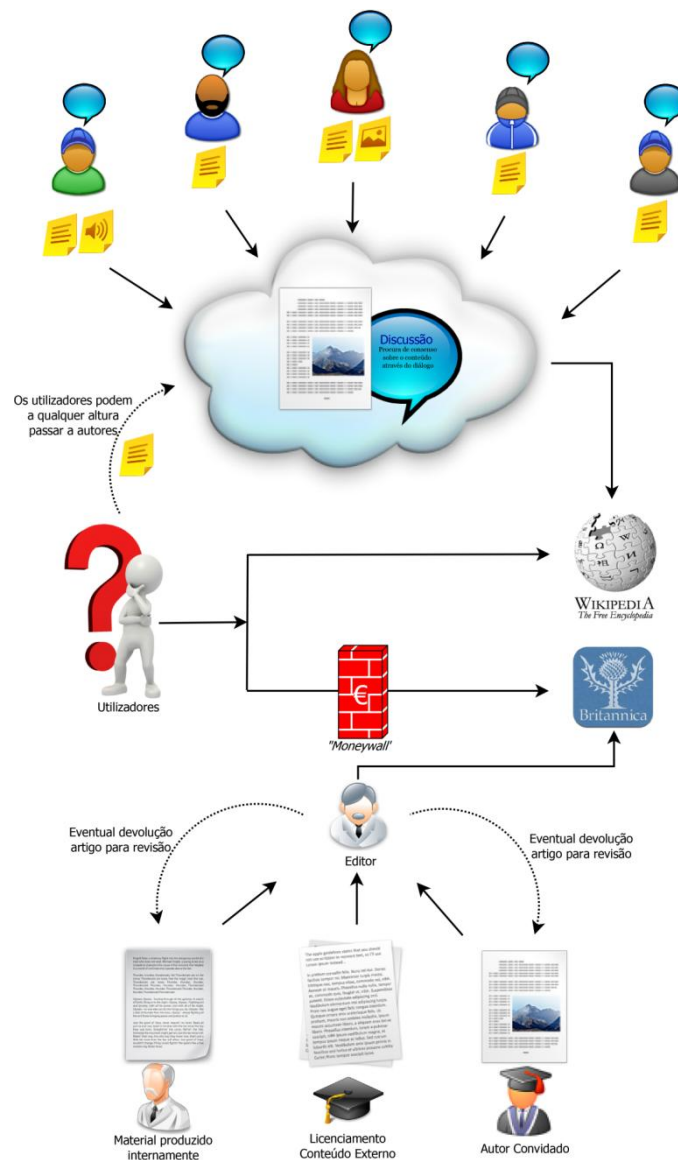 Discussão
Procura de consenso
sobre o conteúdo
através do diálogo
Os utilizadores podem
a qualquer altura
passar a autores
WIKIPEDIA
The Free Encyclopedia
Utilizadores
€
Britannica
"Moneywall"
Editor
Eventual devolução
artigo para revisão
Eventual devolução
artigo para revisão
Material produzido
internamente
Licenciamento
Conteúdo Externo
Autor Convidado